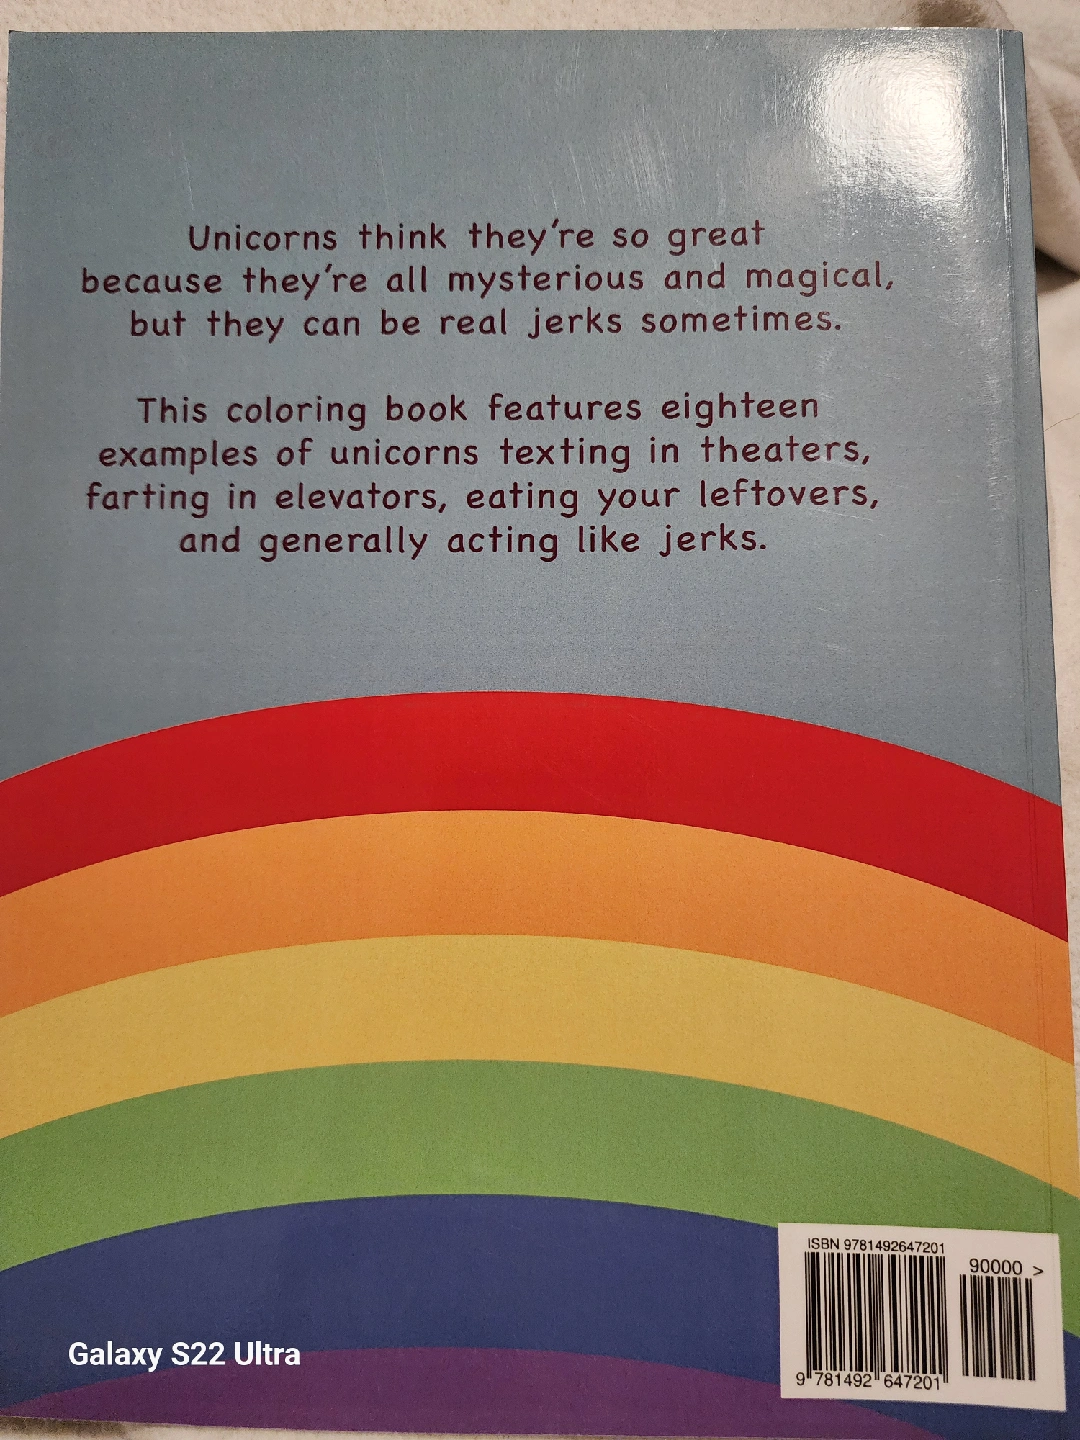 Unicorns think they're so great
because they're all mysterious and magical,
but they can be real jerks sometimes.
This coloring book features eighteen
examples of unicorns texting in theaters,
farting in elevators, eating your leftovers,
and generally acting like jerks.
ISBN 9781492647201
90000 >
9 781492 647201
Galaxy S22 Ultra